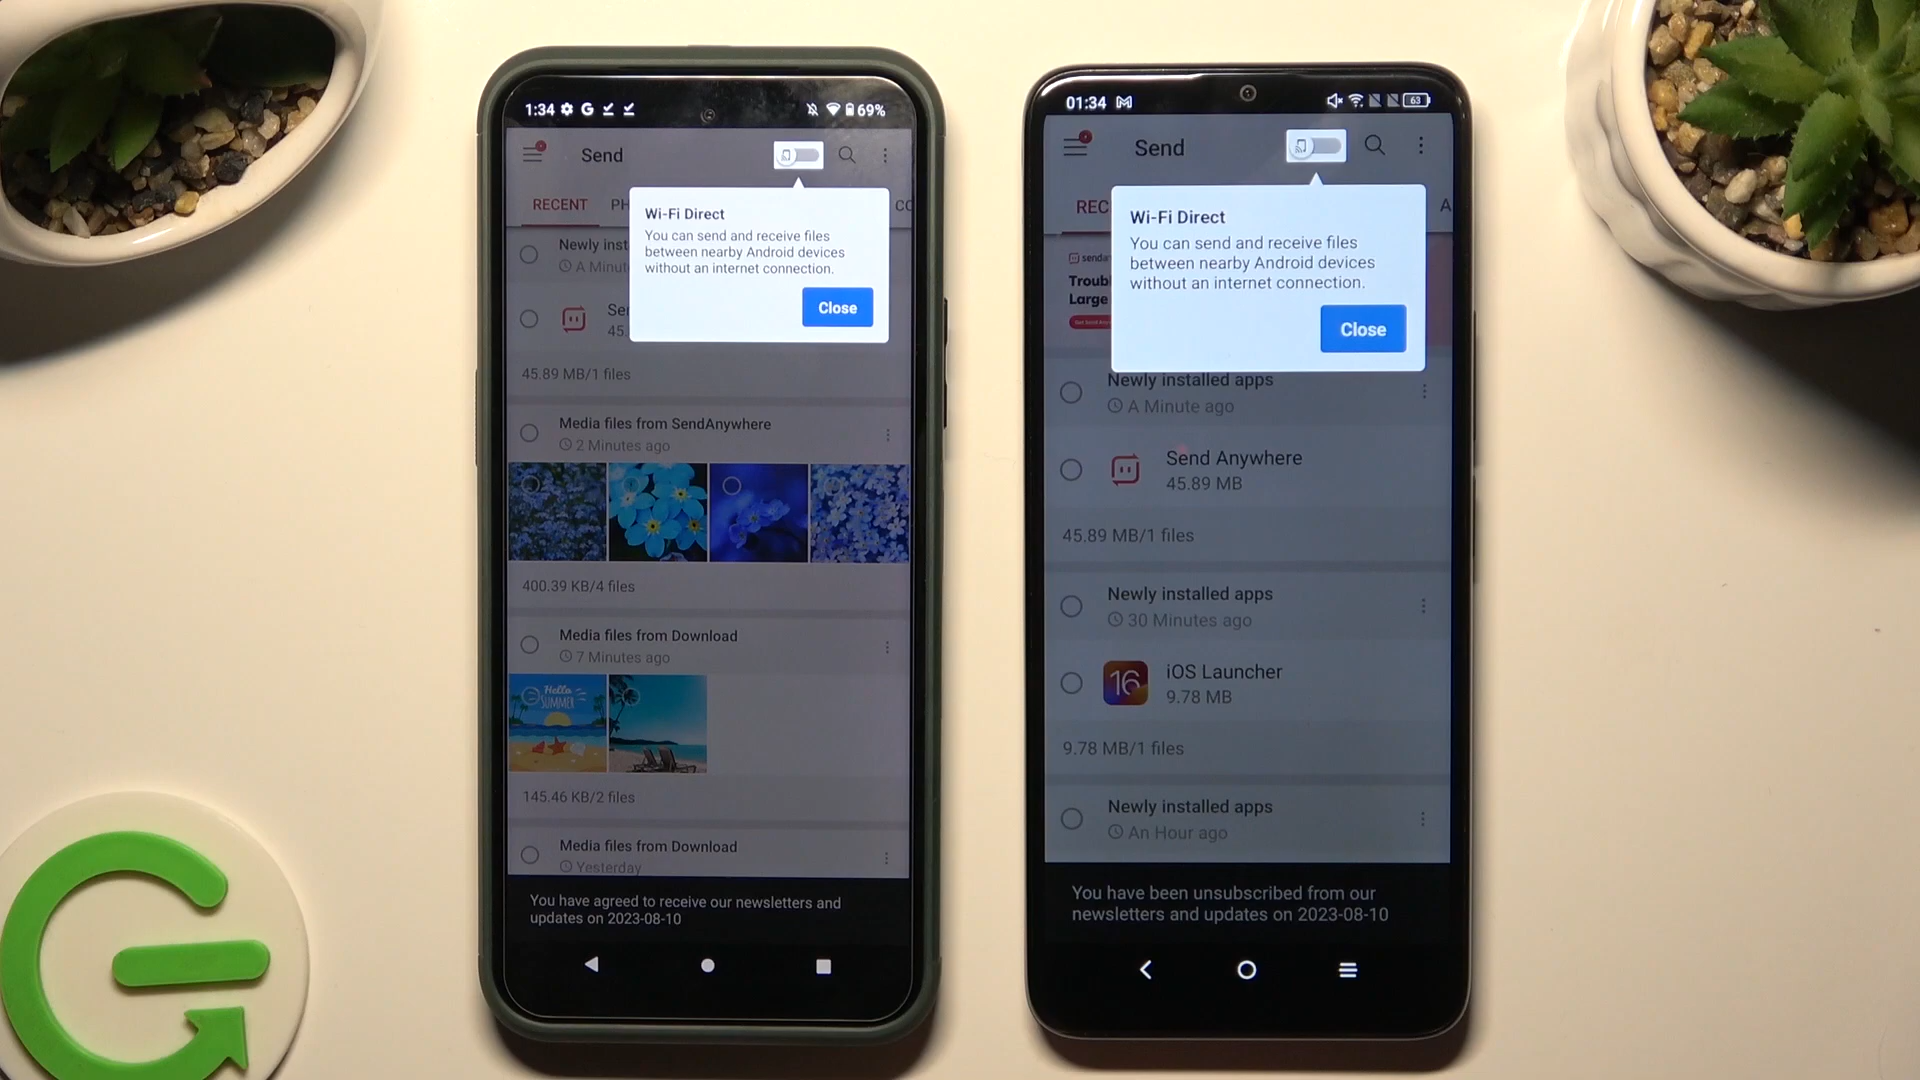 1:34
69%
Send
RECENT
Wi-Fi Direct
You can send and receive files
between nearby Android devices
without an internet connection.
Close
45.89 MB/1 files
Media files from SendAnywhere
2 Minutes ago
400.39 KB/4 files
Media files from Download
7 Minutes ago
Hello
SUMMER
145.46 KB/2 files
Media files from Download
Yesterday
You have agreed to receive our newsletters and
updates on 2023-08-10
01:34
63
Send
Wi-Fi Direct
You can send and receive files
between nearby Android devices
without an internet connection.
Close
Large
Newly installed apps
A Minute ago
Send Anywhere
45.89 MB
45.89 MB/1 files
Newly installed apps
30 Minutes ago
16
iOS Launcher
9.78 MB
9.78 MB/1 files
Newly installed apps
An Hour ago
You have been unsubscribed from our
newsletters and updates on 2023-08-10